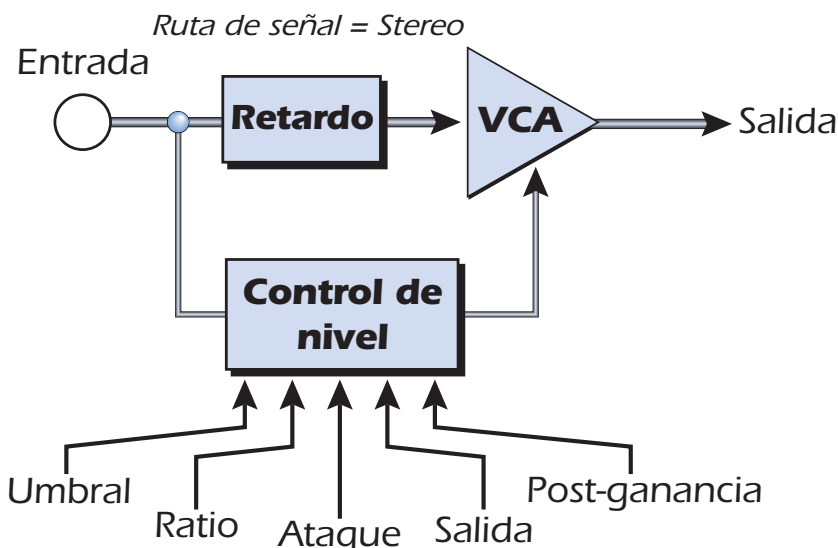 Ruta de señal = Stereo
Entrada
Retardo
VCA
Salida
Control de
nivel
Umbral
Ratio
Ataque
Salida
Post-ganancia